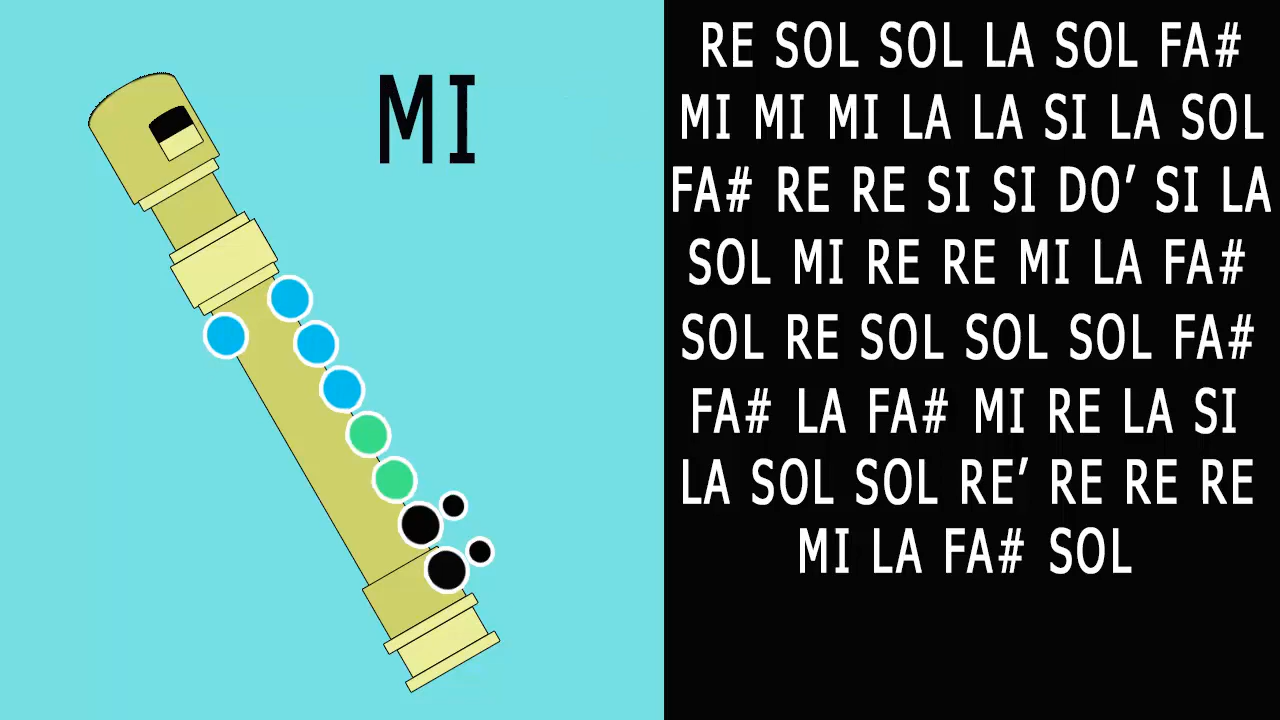 MI
RE SOL SOL LA SOL FA#
MI MI MI LA LA SI LA SOL
FA# RE RE SI SI DO’ SI LA
SOL MI RE RE MI LA FA#
SOL RE SOL SOL SOL FA#
FA# LA FA# MI RE LA SI
LA SOL SOL RE’ RE RE RE
MI LA FA# SOL